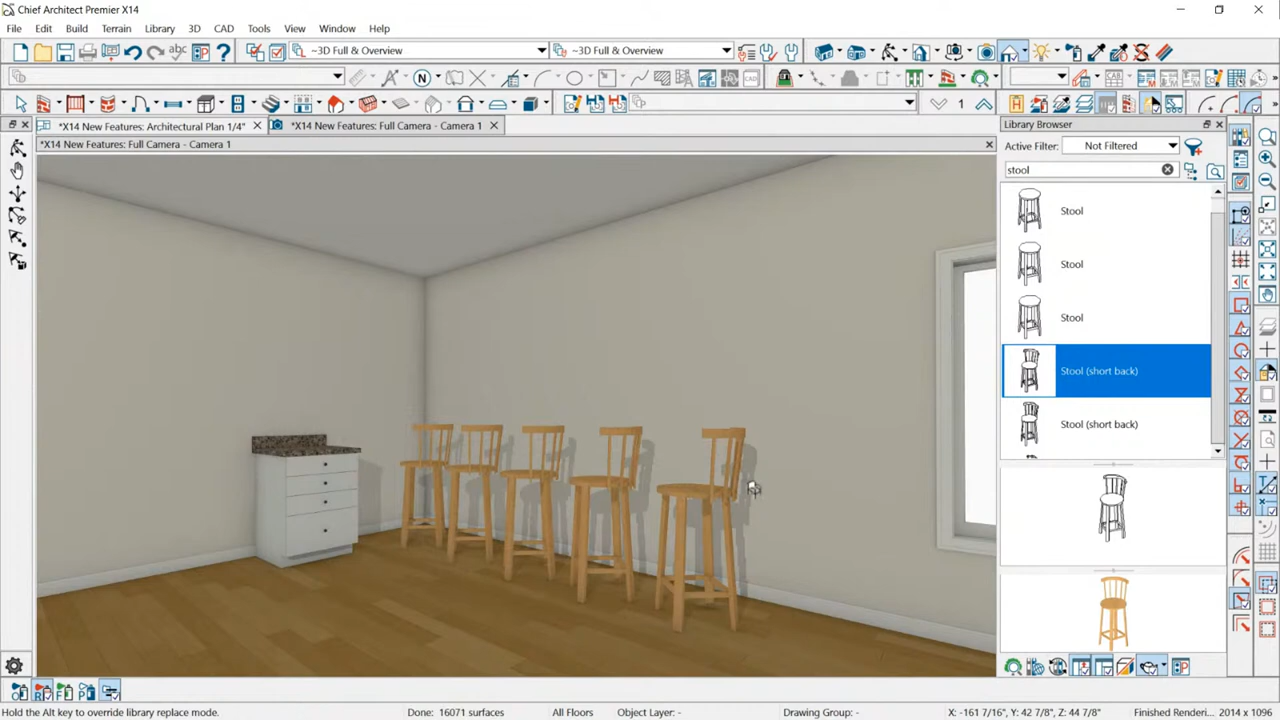 Chief Architect Premier X14
File Edit Build Terrain Library 3D CAD Tools View Window Help
~3D Full & Overview ~3D Full & Overview
1
*X14 New Features: Architectural Plan 1/4" *X14 New Features: Full Camera - Camera 1
*X14 New Features: Full Camera - Camera 1
Library Browser
Active Filter: Not Filtered
stool
Stool
Stool
Stool
Stool (short back)
Stool (short back)
Hold the Alt key to override library replace mode. Done: 16071 surfaces All Floors Object Layer: - Drawing Group: - X: -161 7/16", Y: 42 7/8", Z: 44 7/8" Finished Renderi... 2014 x 1096